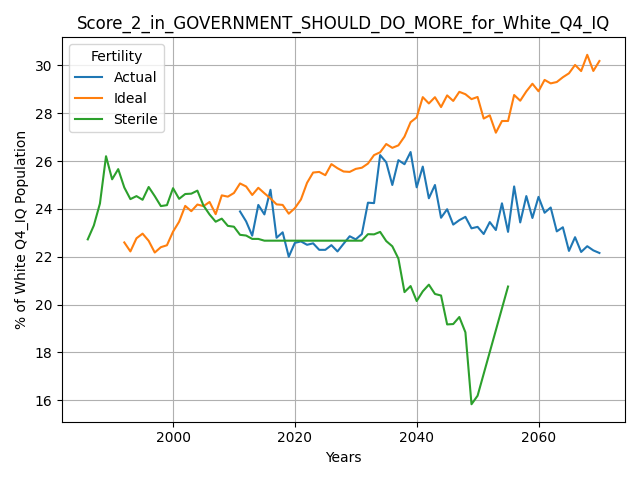 Score_2_in_GOVERNMENT_SHOULD_DO_MORE_for_White_Q4_IQ
Fertility
Actual
Ideal
Sterile
% of White Q4_IQ Population
30
28
26
24
22
20
18
16
2000
2020
2040
2060
Years